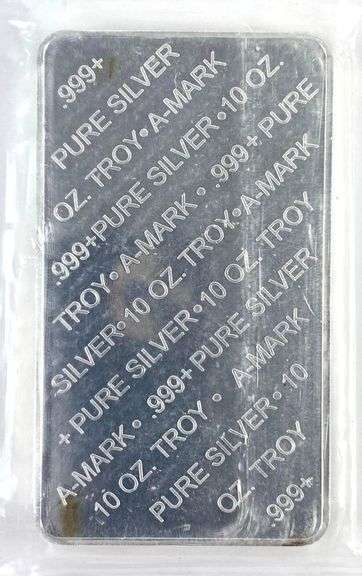 .999+
PURE SILVER
OZ. TROY • A-MARK
.999+ PURE SILVER • 10 OZ.
TROY • A-MARK • .999+ PURE
SILVER • 10 OZ. TROY • A-MARK
+ PURE SILVER • 10 OZ. TROY
A-MARK • .999+ PURE SILVER
10 OZ. TROY • A-MARK
PURE SILVER • 10
OZ. TROY
.999+